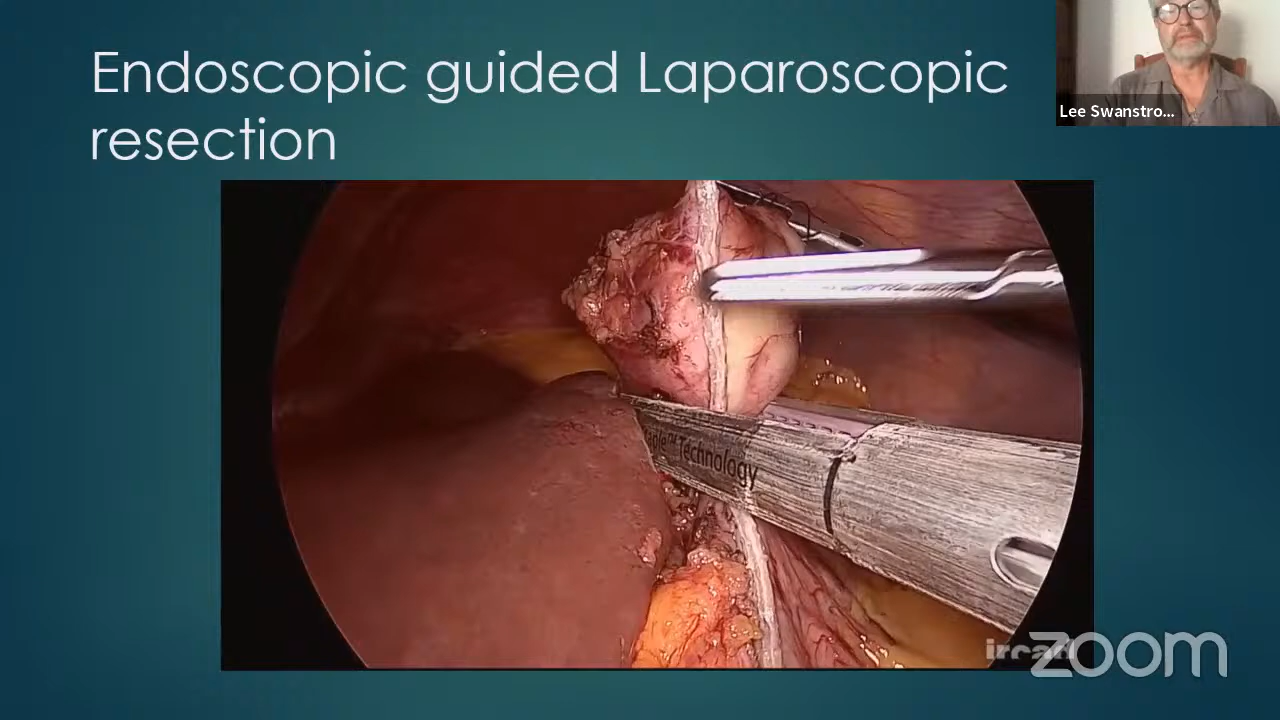 Endoscopic guided Laparoscopic
resection
Lee Swanstro...
Technology
ircad
zoom